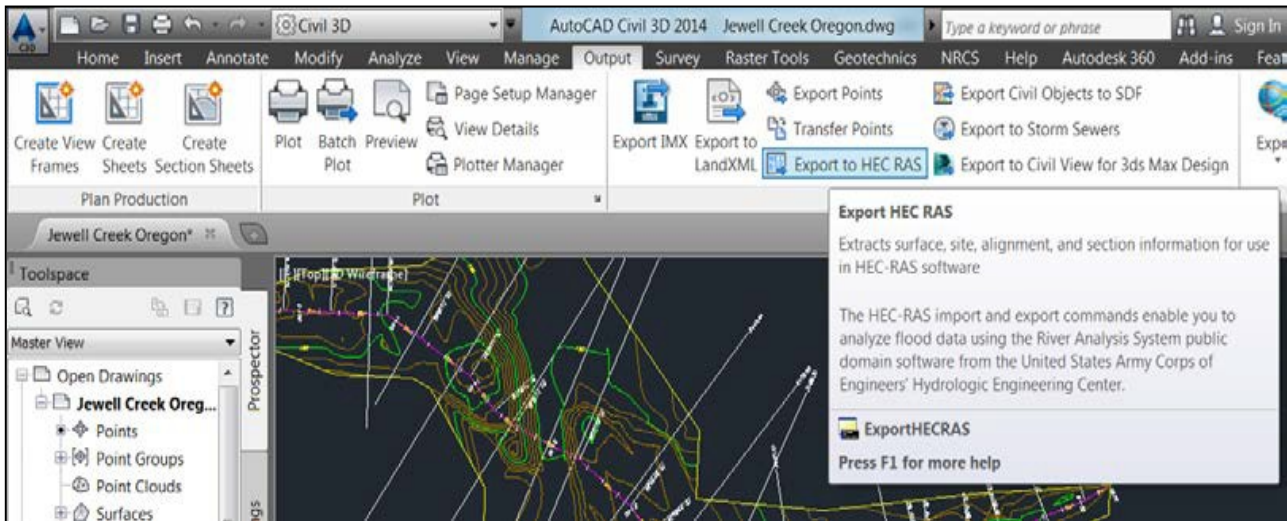 C3D
Civil 3D
AutoCAD Civil 3D 2014 Jewell Creek Oregon.dwg
Type a keyword or phrase
Sign In
Home Insert Annotate Modify Analyze View Manage Output Survey Raster Tools Geotechnics NRCS Help Autodesk 360 Add-ins Feat
Create View
Frames
Create
Sheets
Create
Section Sheets
Plan Production
Plot
Batch
Plot
Preview
Page Setup Manager
View Details
Plotter Manager
Plot
Export IMX
Export to
LandXML
Export Points
Transfer Points
Export to HEC RAS
Export Civil Objects to SDF
Export to Storm Sewers
Export to Civil View for 3ds Max Design
Jewell Creek Oregon*
Export HEC RAS
Extracts surface, site, alignment, and section information for use
in HEC-RAS software
The HEC-RAS import and export commands enable you to
analyze flood data using the River Analysis System public
domain software from the United States Army Corps of
Engineers' Hydrologic Engineering Center.
ExportHECRAS
Press F1 for more help
Toolspace
Master View
Prospector
Open Drawings
Jewell Creek Oreg...
Points
Point Groups
Point Clouds
Surfaces